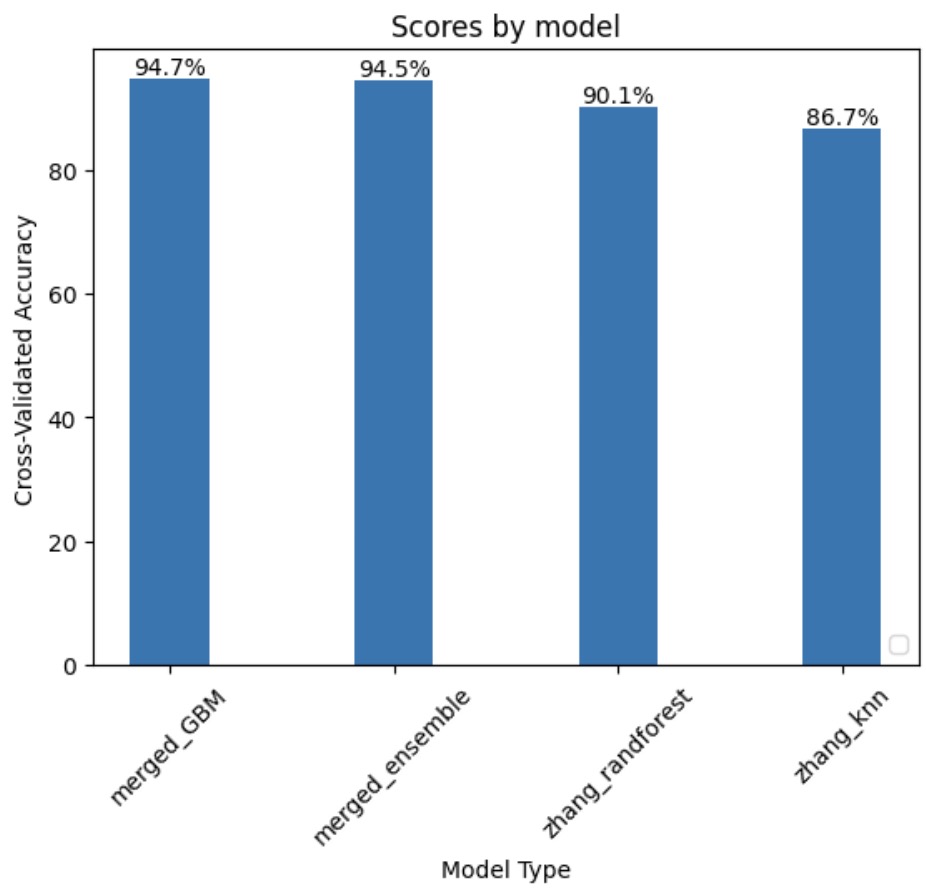 Scores by model
94.7%
94.5%
90.1%
86.7%
Cross-Validated Accuracy
80
60
40
20
0
merged_GBM
merged_ensemble
zhang_randforest
zhang_knn
Model Type